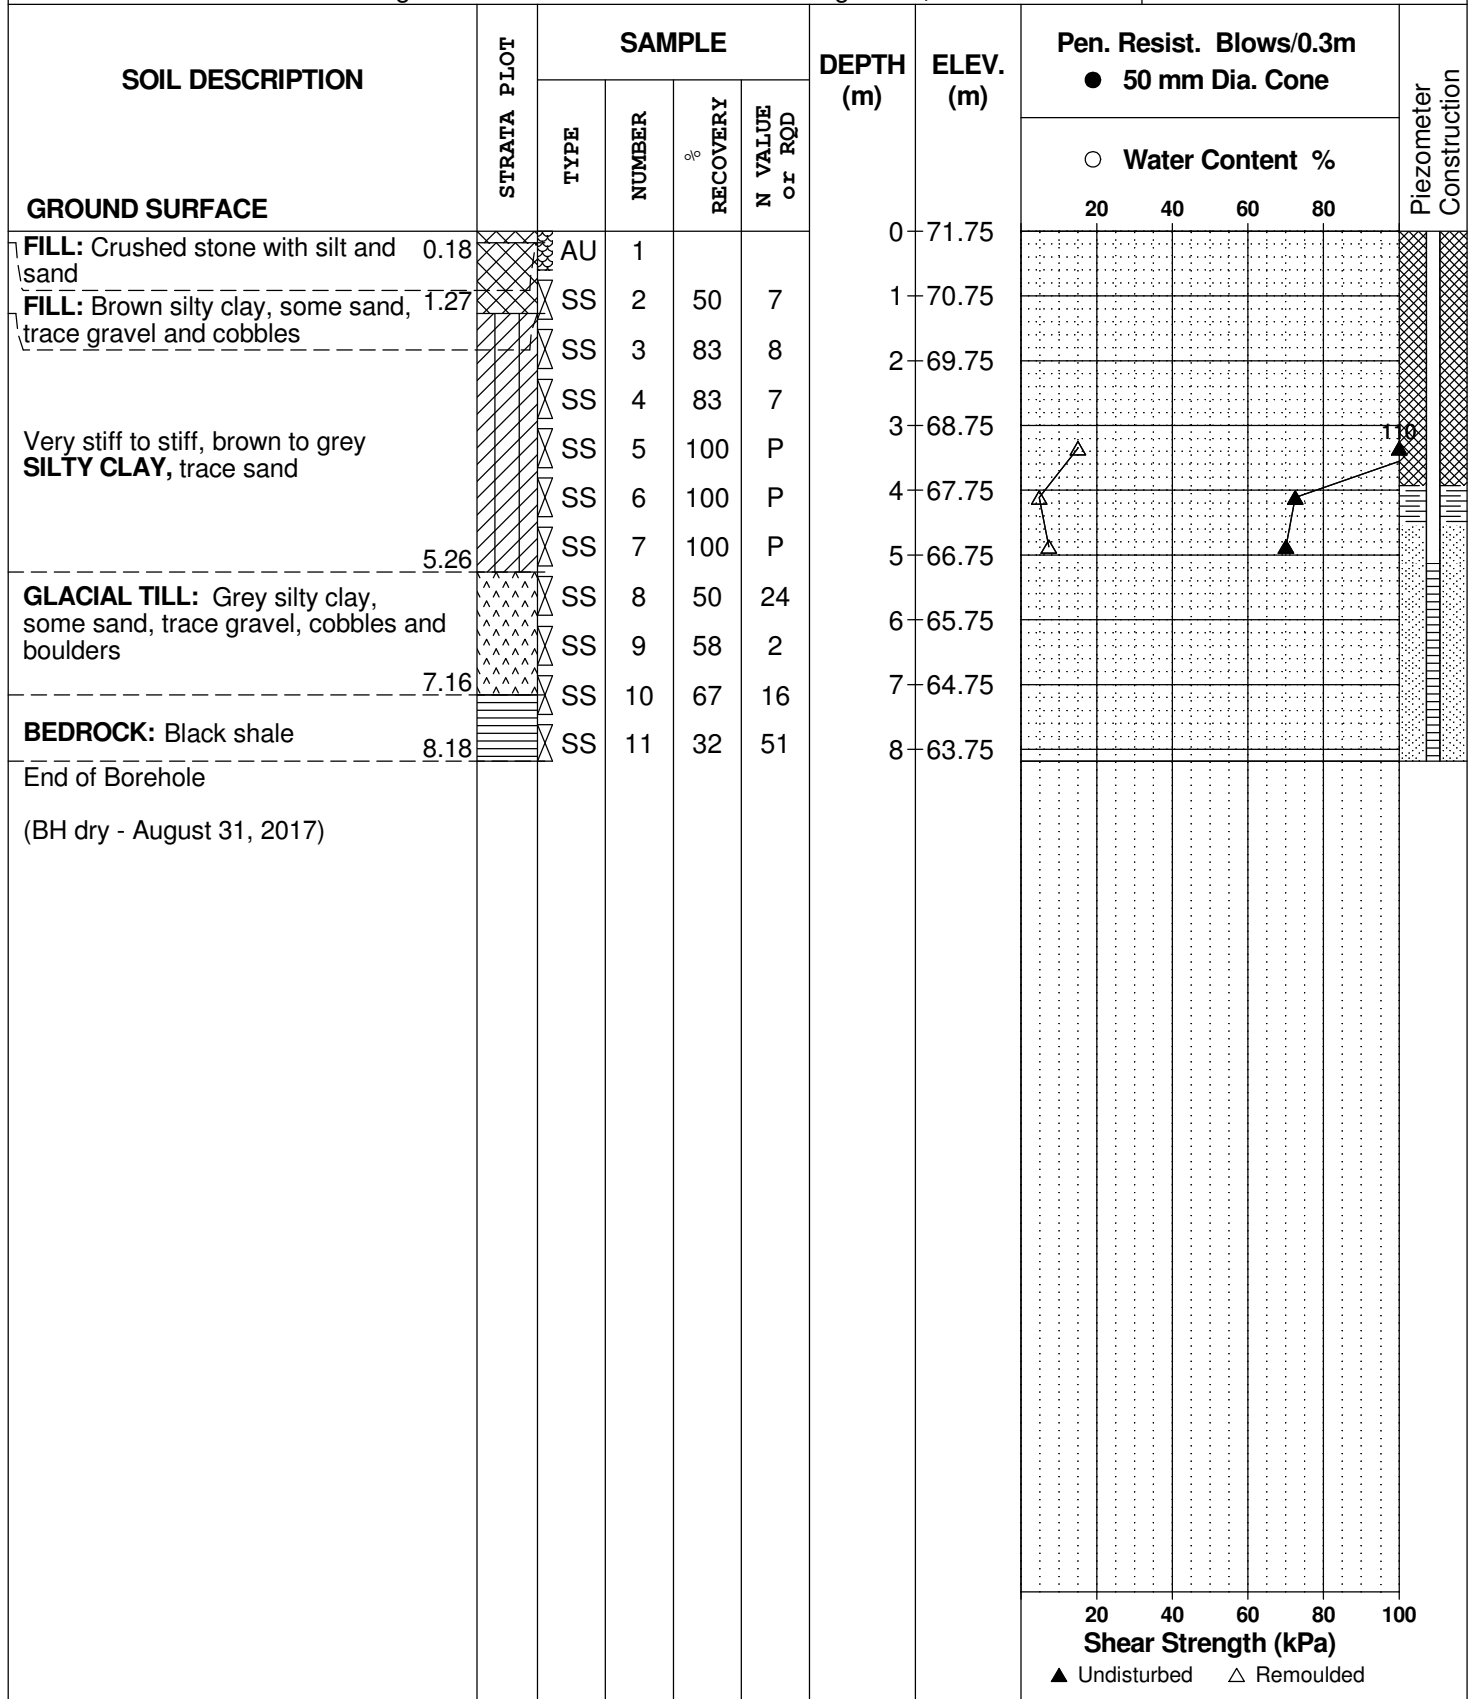 SOIL DESCRIPTION
GROUND SURFACE
STRATA PLOT
SAMPLE
TYPE
NUMBER
% RECOVERY
N VALUE or RQD
DEPTH (m)
ELEV. (m)
Pen. Resist. Blows/0.3m
● 50 mm Dia. Cone
○ Water Content %
20 40 60 80
Piezometer Construction
FILL: Crushed stone with silt and 0.18
sand
FILL: Brown silty clay, some sand, 1.27
trace gravel and cobbles
Very stiff to stiff, brown to grey
SILTY CLAY, trace sand
5.26
GLACIAL TILL: Grey silty clay,
some sand, trace gravel, cobbles and
boulders
7.16
BEDROCK: Black shale
8.18
End of Borehole
(BH dry - August 31, 2017)
AU 1
SS 2 50 7
SS 3 83 8
SS 4 83 7
SS 5 100 P
SS 6 100 P
SS 7 100 P
SS 8 50 24
SS 9 58 2
SS 10 67 16
SS 11 32 51
0 71.75
1 70.75
2 69.75
3 68.75
4 67.75
5 66.75
6 65.75
7 64.75
8 63.75
110
20 40 60 80 100
Shear Strength (kPa)
▲ Undisturbed △ Remoulded